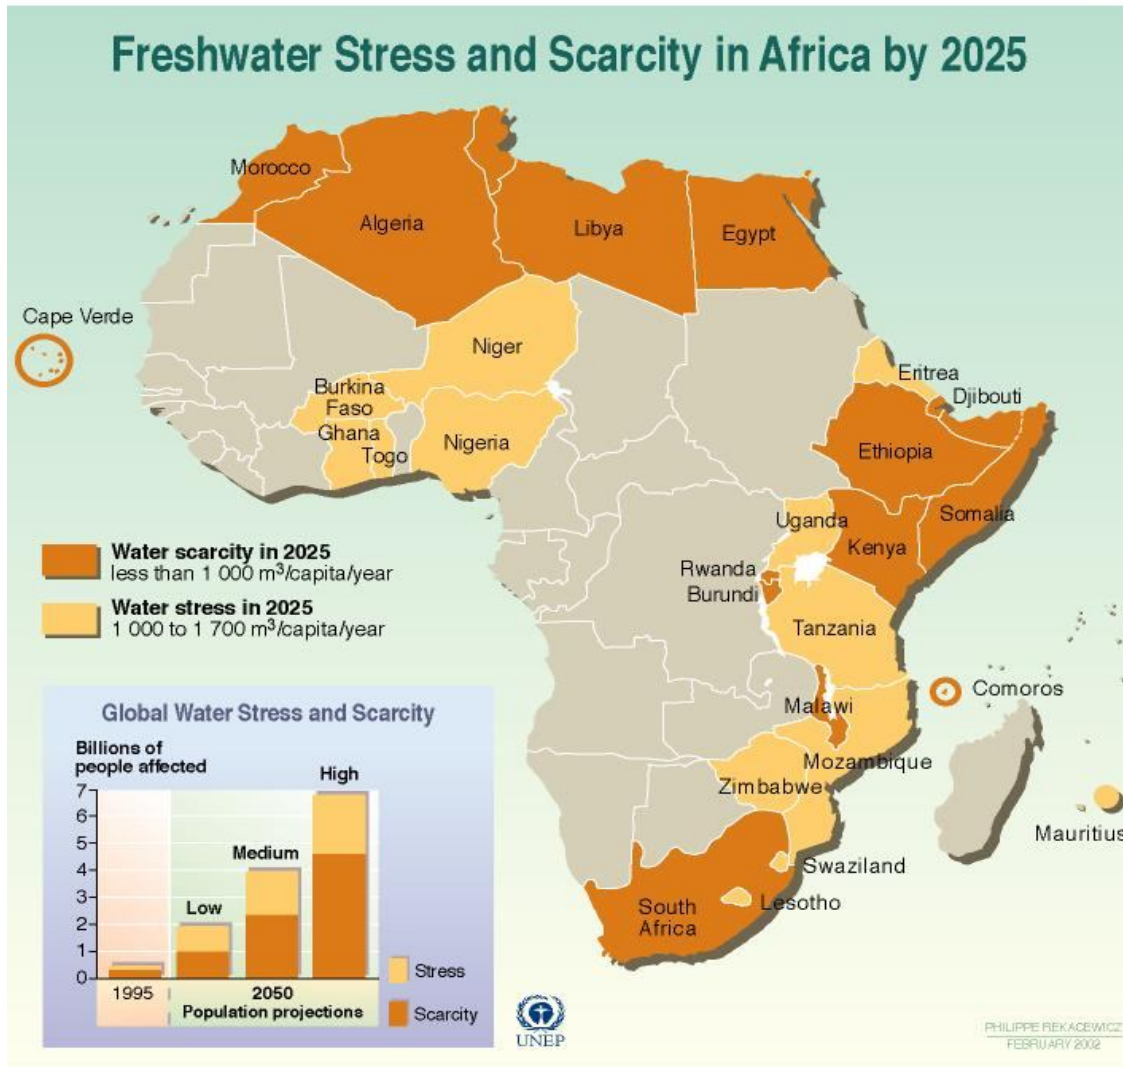 Freshwater Stress and Scarcity in Africa by 2025
Morocco
Algeria
Libya
Egypt
Cape Verde
Niger
Burkina
Faso
Eritrea
Djibouti
Ghana
Togo
Nigeria
Ethiopia
Somalia
Uganda
Kenya
Rwanda
Burundi
Tanzania
Comoros
Malawi
Mozambique
Zimbabwe
Mauritius
Swaziland
Lesotho
South
Africa
Water scarcity in 2025
less than 1 000 m³/capita/year
Water stress in 2025
1 000 to 1 700 m³/capita/year
Global Water Stress and Scarcity
Billions of
people affected
High
Medium
Low
7
6
5
4
3
2
1
0
1995
2050
Population projections
Stress
Scarcity
UNEP
PHILIPPE REKACEWICZ
FEBRUARY 2002